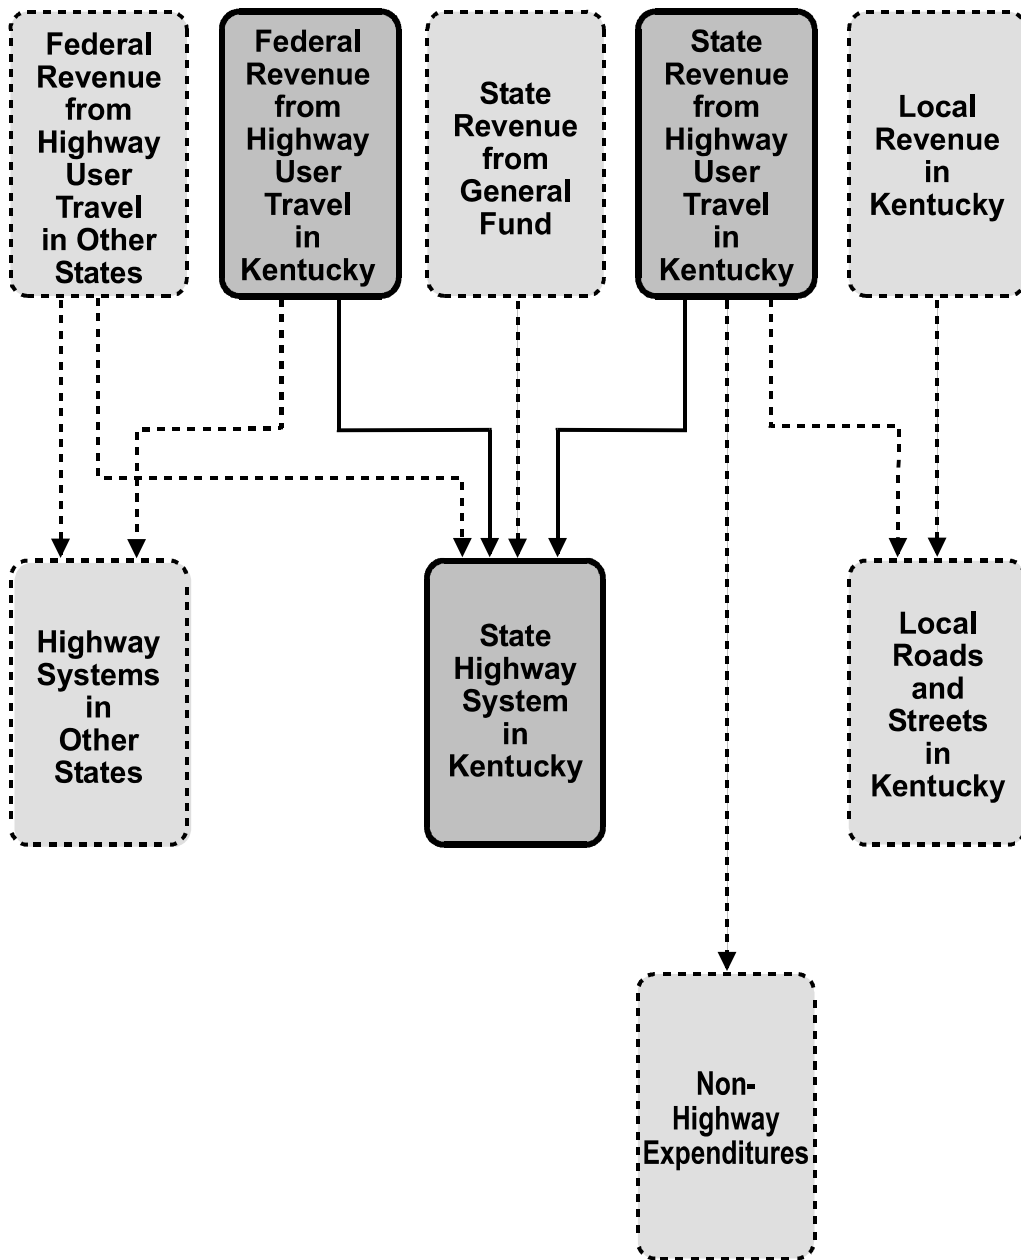 Federal
Revenue
from
Highway
User
Travel
in Other
States
Federal
Revenue
from
Highway
User
Travel
in
Kentucky
State
Revenue
from
General
Fund
State
Revenue
from
Highway
User
Travel
in
Kentucky
Local
Revenue
in
Kentucky
Highway
Systems
in
Other
States
State
Highway
System
in
Kentucky
Local
Roads
and
Streets
in
Kentucky
Non-
Highway
Expenditures